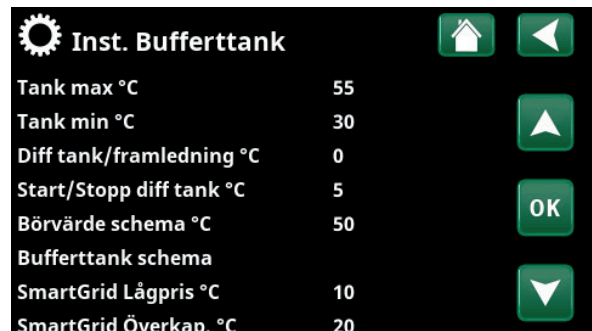 Inst. Bufferttank
Tank max °C 55
Tank min °C 30
Diff tank/framledning °C 0
Start/Stopp diff tank °C 5
OK
Börvärde schema °C 50
Bufferttank schema
SmartGrid Lågpris °C 10
SmartGrid Överkap. °C 20